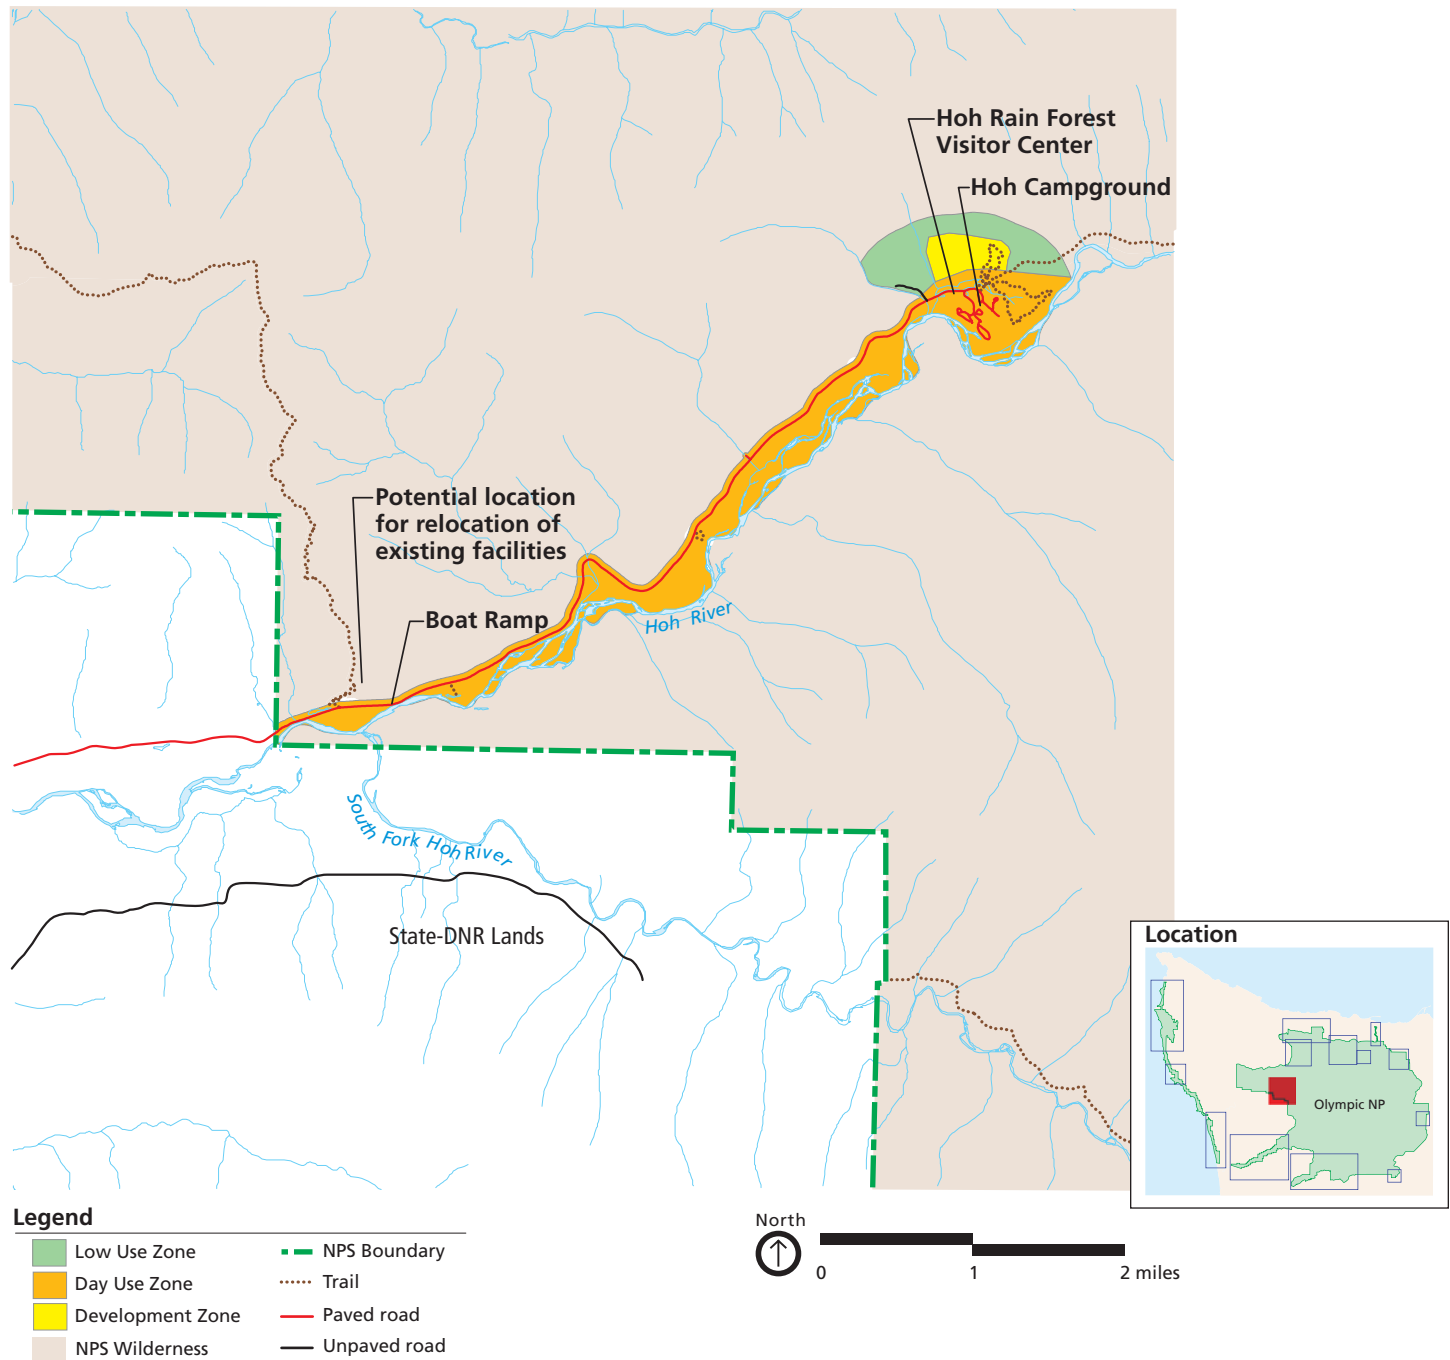 Hoh Rain Forest
Visitor Center
Hoh Campground
Potential location
for relocation of
existing facilities
Boat Ramp
Hoh River
South Fork Hoh River
State-DNR Lands
Location
Olympic NP
Legend
Low Use Zone
Day Use Zone
Development Zone
NPS Wilderness
NPS Boundary
Trail
Paved road
Unpaved road
North
0 1 2 miles